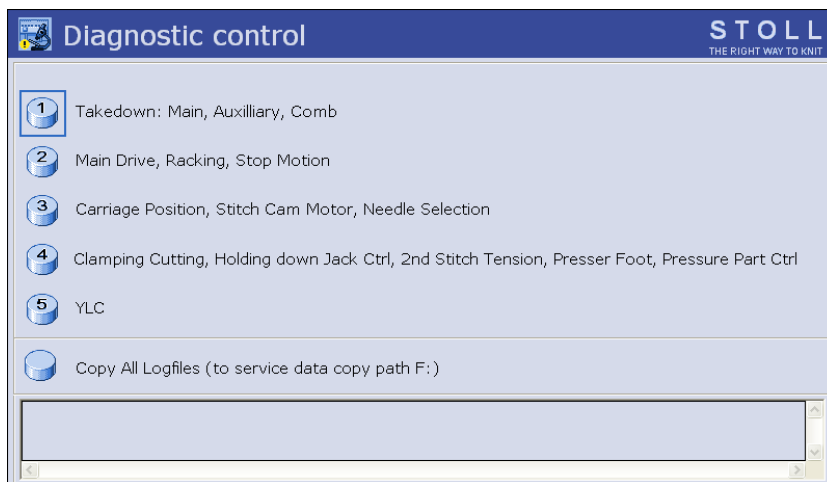 Diagnostic control
STOLL
THE RIGHT WAY TO KNIT
1 Takedown: Main, Auxilliary, Comb
2 Main Drive, Racking, Stop Motion
3 Carriage Position, Stitch Cam Motor, Needle Selection
4 Clamping Cutting, Holding down Jack Ctrl, 2nd Stitch Tension, Presser Foot, Pressure Part Ctrl
5 YLC
Copy All Logfiles (to service data copy path F:)